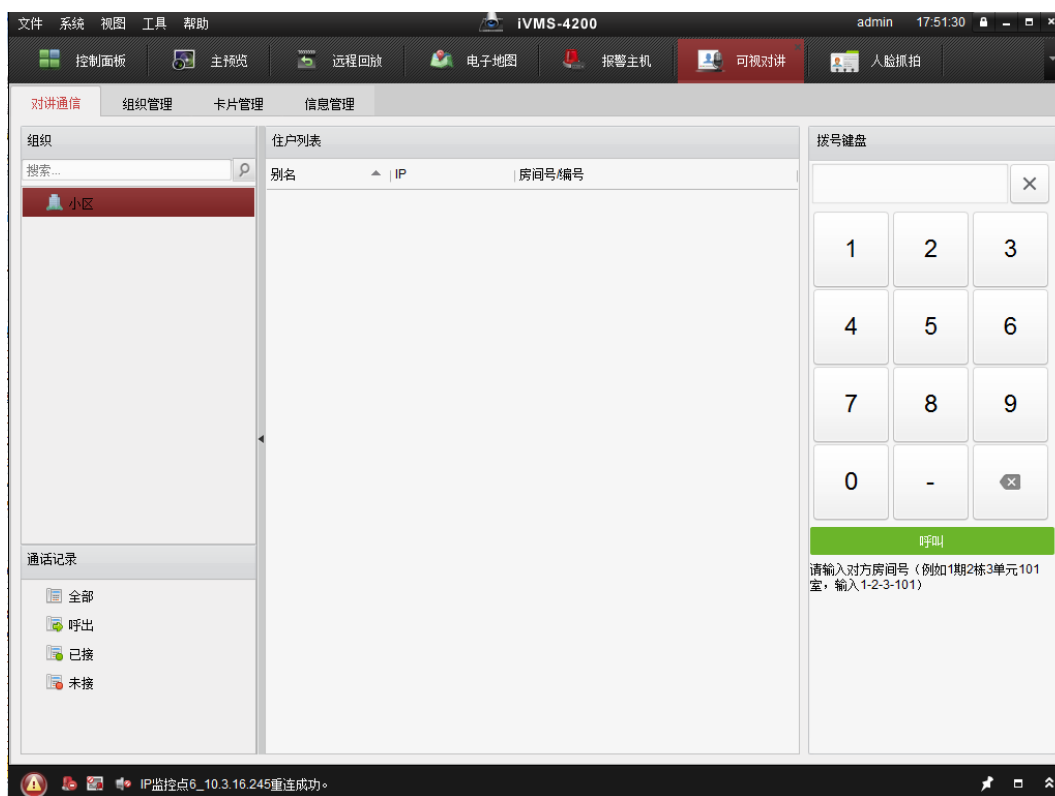 文件 系统 视图 工具 帮助 iVMS-4200 admin 17:51:30
控制面板 主预览 远程回放 电子地图 报警主机 可视对讲 人脸抓拍
对讲通信 组织管理 卡片管理 信息管理
组织 住户列表 拨号键盘
搜索... 别名 IP 房间号/编号
小区
1 2 3
4 5 6
7 8 9
0 -
呼叫
请输入对方房间号（例如1期2栋3单元101
室，输入1-2-3-101）
通话记录
全部
呼出
已接
未接
IP监控点6_10.3.16.245重连成功。